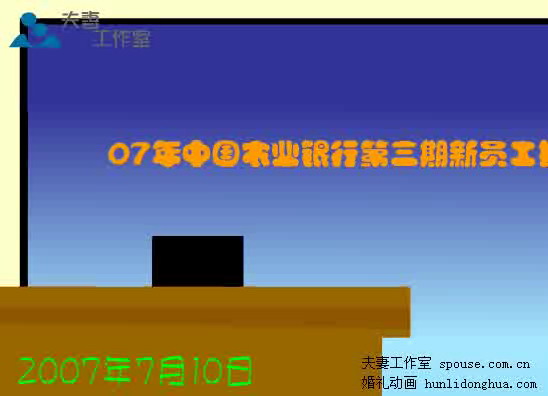 夫妻
工作室
07年中国农业银行第三期新员工
2007年7月10日
夫妻工作室 spouse.com.cn
婚礼动画 hunlidonghua.com